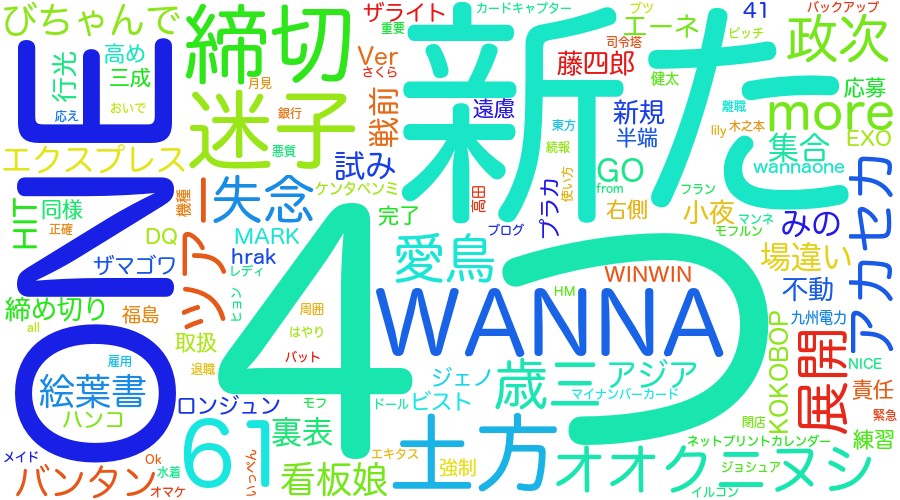 びちゃんで
締切
新た
ザライト
重要
カードキャプター
ブツ
41
バックアップ
エーネ
ピッチ
政次
ONE
行光
高め
三成
応え
おいで
月見
Ver
さくら
司令塔
藤四郎
健太
応募
more
迷子
銀行
悪質
戦前
遠慮
新規
半端
東方
続報
離職
lily
木之本
集合
EXO
wannaone
エクスプレス
試み
GO
使い方
from
フラン
HIT
同様
正確
機種
失念
ケンタペンミ
高田
完了
プラカ
右側
小夜
マンネ
モフルン
みの
アカセカ
DQ
MARK
hrak
ツアー
レディ
ザマゴワ
愛鳥
ブログ
場違い
WINWIN
不動
4つ
HM
WANNA
締め切り
福島
ヒョン
周囲
はやり
all
取扱
バット
九州電力
KOKOBOP
展開
NICE
雇用
退職
絵葉書
ハンコ
ロンジュン
モフ
ドール
ジェノ
ビスト
歳三
アジア
マイナンバーカード
責任
緊急
閉店
61
裏表
土方
ネットプリントカレンダー
練習
メイド
バンタン
Ok
水着
オマケ
看板娘
エキタス
強制
オオクニヌシ
ジョシュア
イルコン